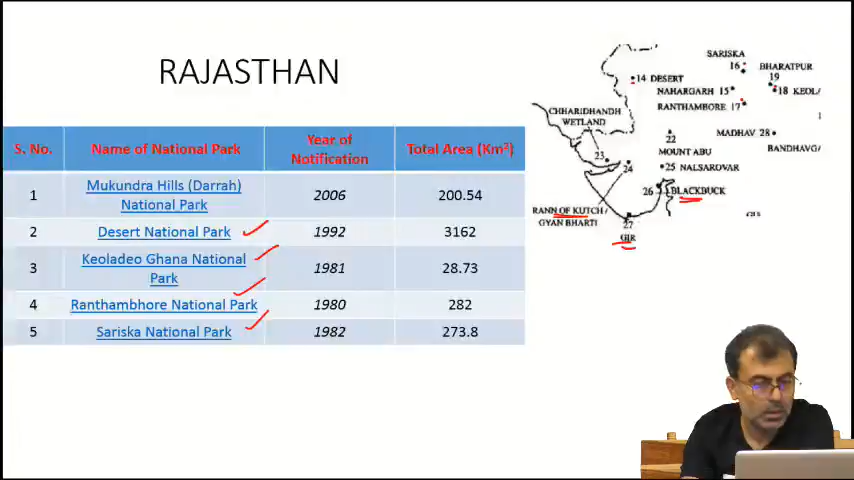 RAJASTHAN
S. No.
Name of National Park
Year of
Notification
Total Area (Km²)
1
Mukundra Hills (Darrah)
National Park
2006
200.54
2
Desert National Park
1992
3162
3
Keoladeo Ghana National
Park
1981
28.73
4
Ranthambhore National Park
1980
282
5
Sariska National Park
1982
273.8
SARISKA
16
BHARATPUR
19
14 DESERT
NAHARGARH 15
18 KEOL/
RANTHAMBORE 17
CHHARIDHANDH
WETLAND
22
MADHAV 28
MOUNT ABU
BANDHAVG/
23
24
25 NALSAROVAR
26
BLACKBUCK
RANN OF KUTCH/
GYAN BHARTI
27
GIR